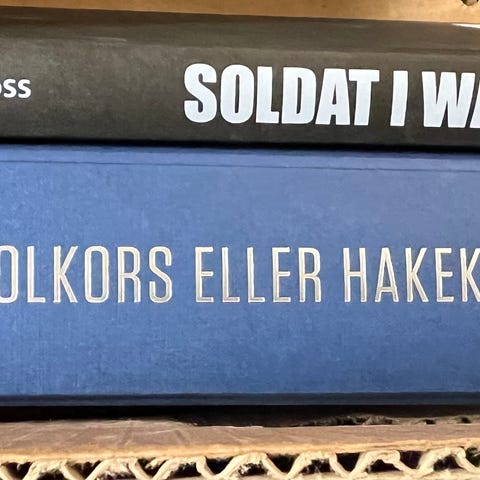 oss SOLDAT I WA
OLKORS ELLER HAKEK